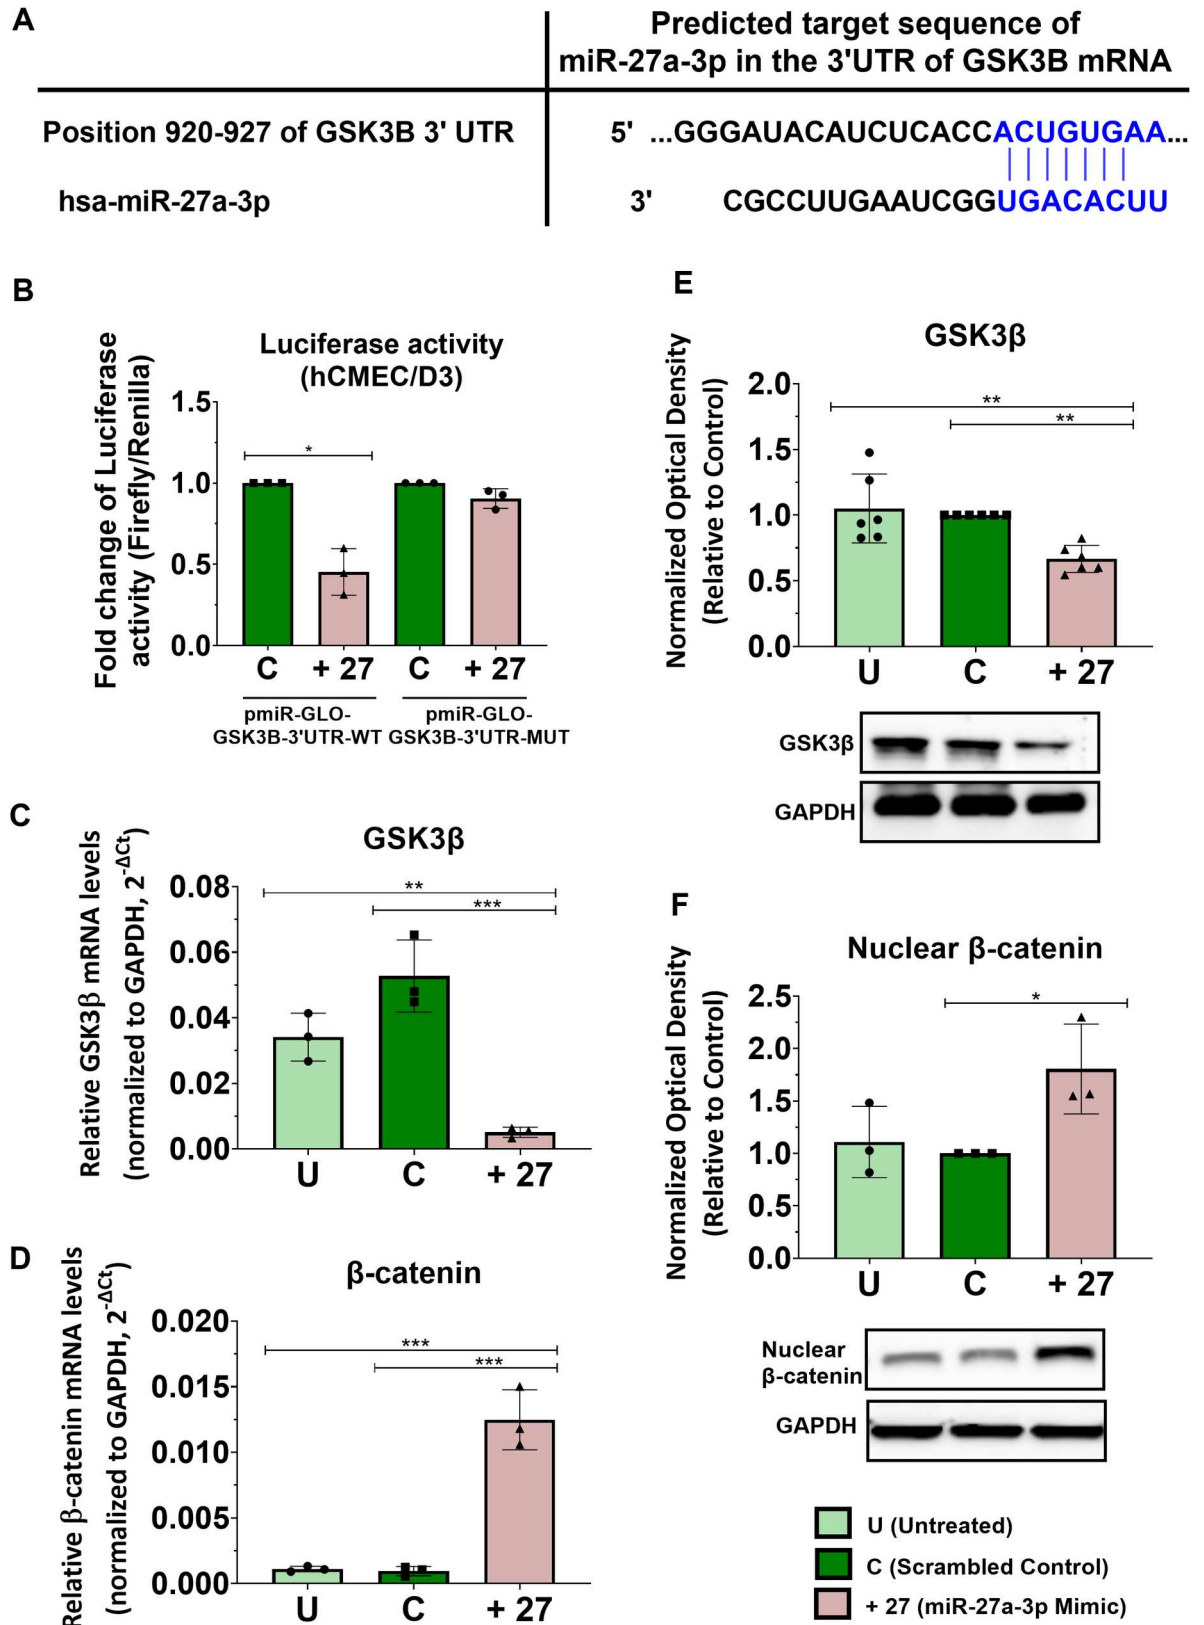 A
Predicted target sequence of
miR-27a-3p in the 3'UTR of GSK3B mRNA
Position 920-927 of GSK3B 3' UTR
5' ...GGGAUACAUCUCACCACUGUGAA...
hsa-miR-27a-3p
3' CGCCUUGAAUCGGUGACACUU
B
Luciferase activity
(hCMEC/D3)
Fold change of Luciferase
activity (Firefly/Renilla)
1.5
1.0
0.5
0.0
*
C + 27 C + 27
pmiR-GLO-
GSK3B-3'UTR-WT
pmiR-GLO-
GSK3B-3'UTR-MUT
C
GSK3β
Relative GSK3β mRNA levels
(normalized to GAPDH, 2-ΔCt)
0.08
0.06
0.04
0.02
0.00
**
***
U C + 27
D
β-catenin
Relative β-catenin mRNA levels
(normalized to GAPDH, 2-ΔCt)
0.020
0.015
0.010
0.005
0.000
***
***
U C + 27
E
GSK3β
Normalized Optical Density
(Relative to Control)
2.0
1.5
1.0
0.5
0.0
**
**
U C + 27
GSK3β
GAPDH
F
Nuclear β-catenin
Normalized Optical Density
(Relative to Control)
2.5
2.0
1.5
1.0
0.5
0.0
*
U C + 27
Nuclear
β-catenin
GAPDH
U (Untreated)
C (Scrambled Control)
+ 27 (miR-27a-3p Mimic)